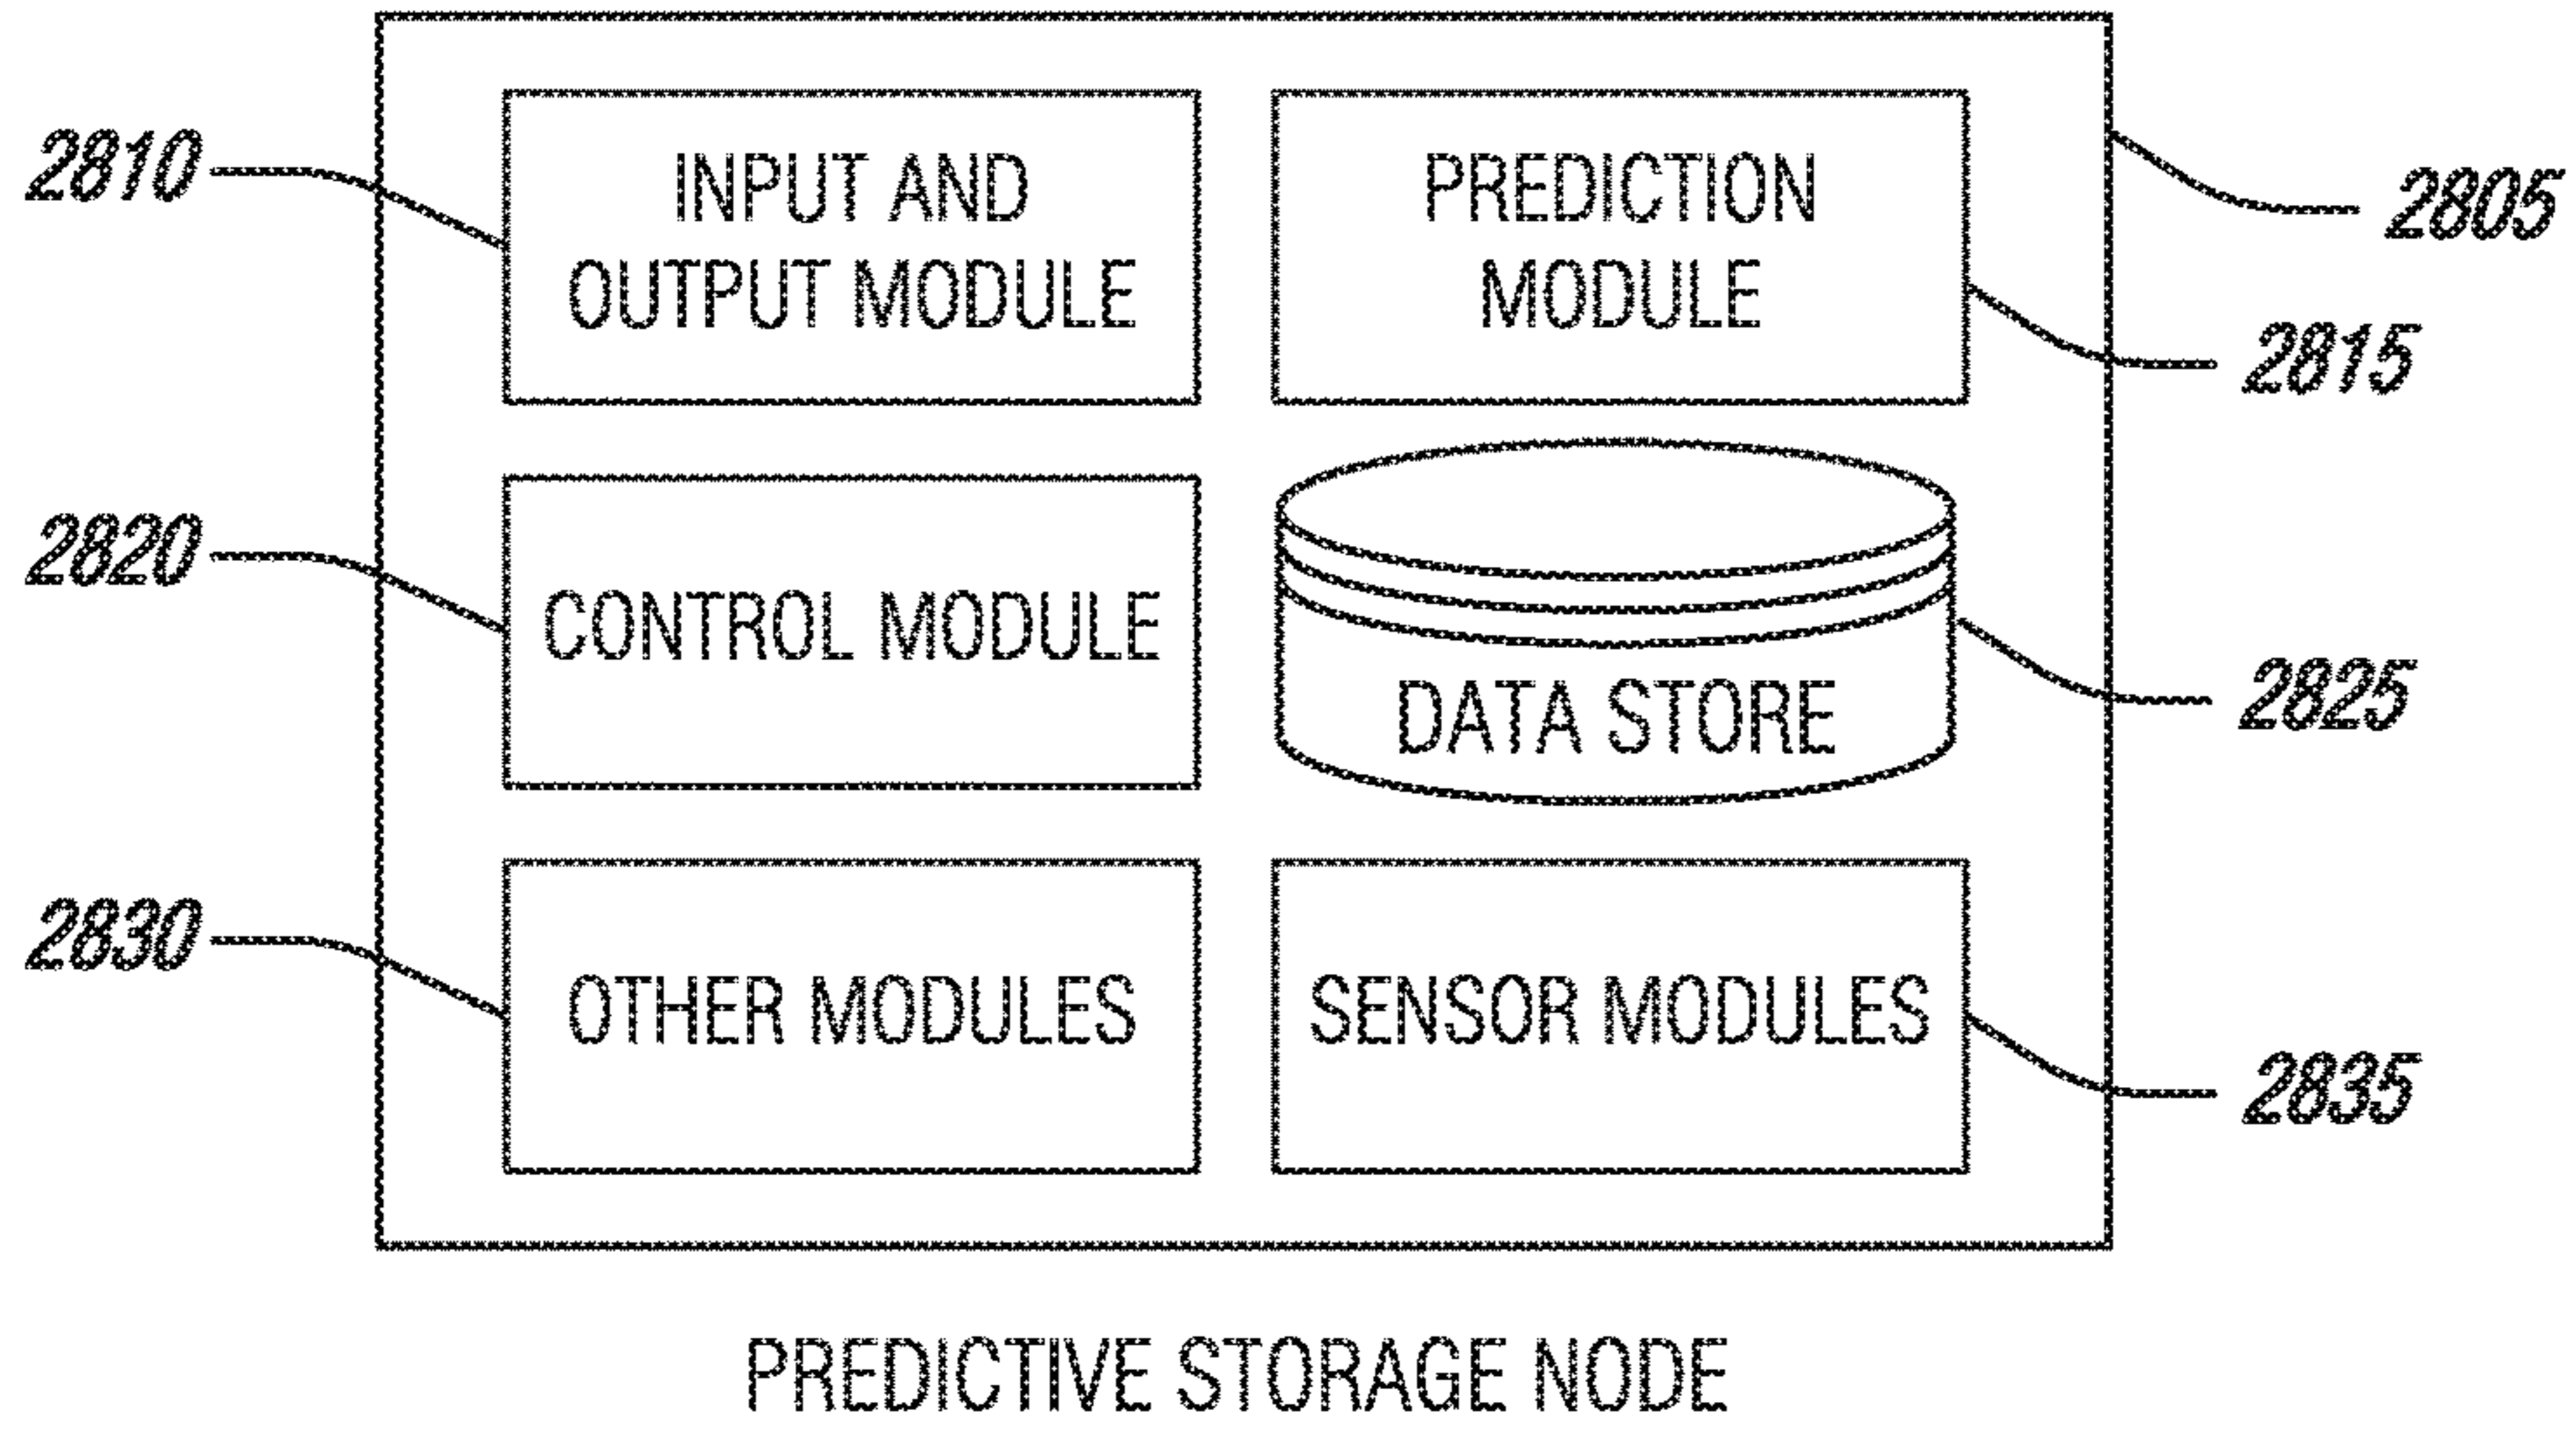 2810
INPUT AND
OUTPUT MODULE
PREDICTION
MODULE
2805
2815
2820
CONTROL MODULE
DATA STORE
2825
2830
OTHER MODULES
SENSOR MODULES
2835
PREDICTIVE STORAGE NODE